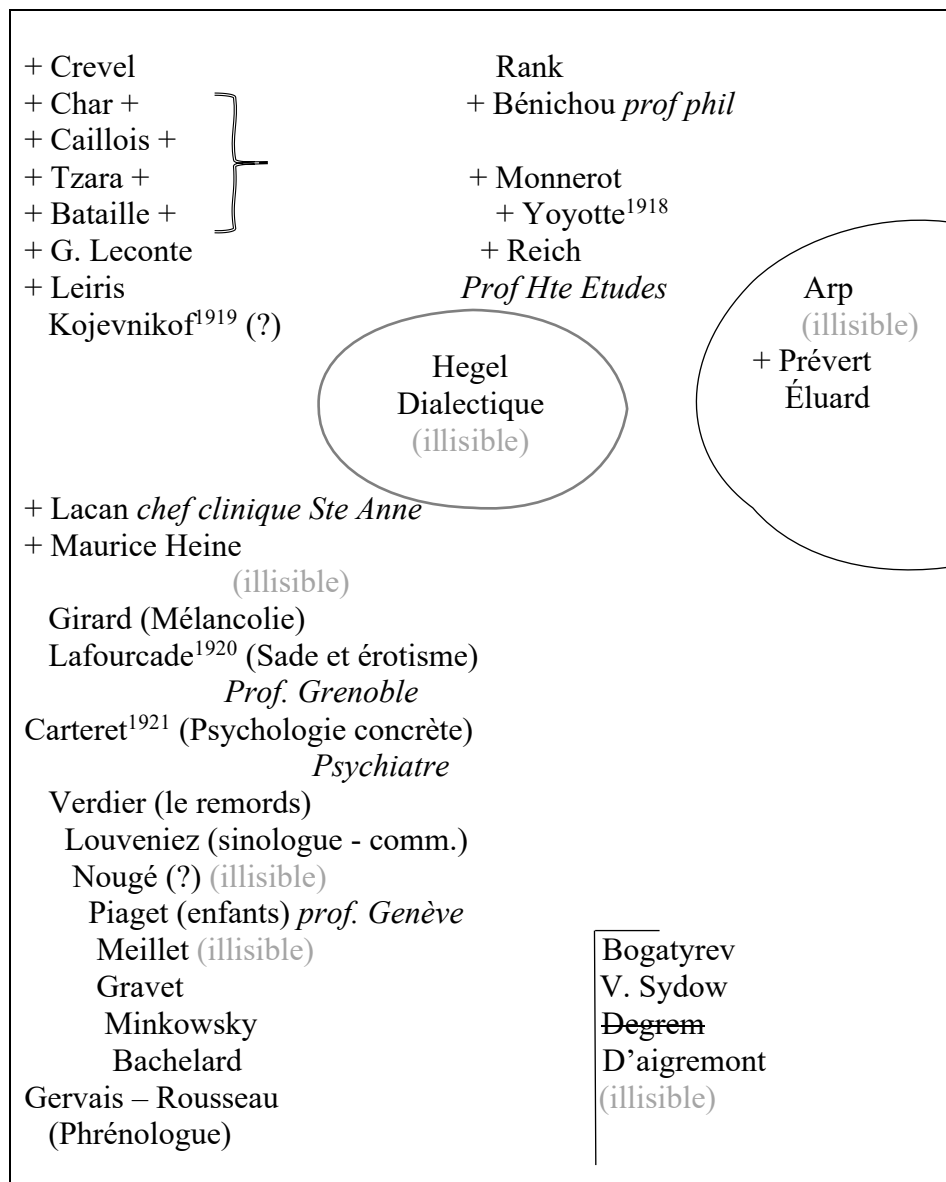 + Crevel
+ Char +
+ Caillois +
+ Tzara +
+ Bataille +
+ G. Leconte
+ Leiris
Kojevnikof1919 (?)
Rank
+ Bénichou prof phil
+ Monnerot
+ Yoyotte1918
+ Reich
Prof Hte Etudes
Arp
(illisible)
+ Prévert
Éluard
Hegel
Dialectique
(illisible)
+ Lacan chef clinique Ste Anne
+ Maurice Heine
(illisible)
Girard (Mélancolie)
Lafourcade1920 (Sade et érotisme)
Prof. Grenoble
Carteret1921 (Psychologie concrète)
Psychiatre
Verdier (le remords)
Louveniez (sinologue - comm.)
Nougé (?) (illisible)
Piaget (enfants) prof. Genève
Meillet (illisible)
Gravet
Minkowsky
Bachelard
Gervais – Rousseau
(Phrénologue)
Bogatyrev
V. Sydow
Degrem
D’aigremont
(illisible)